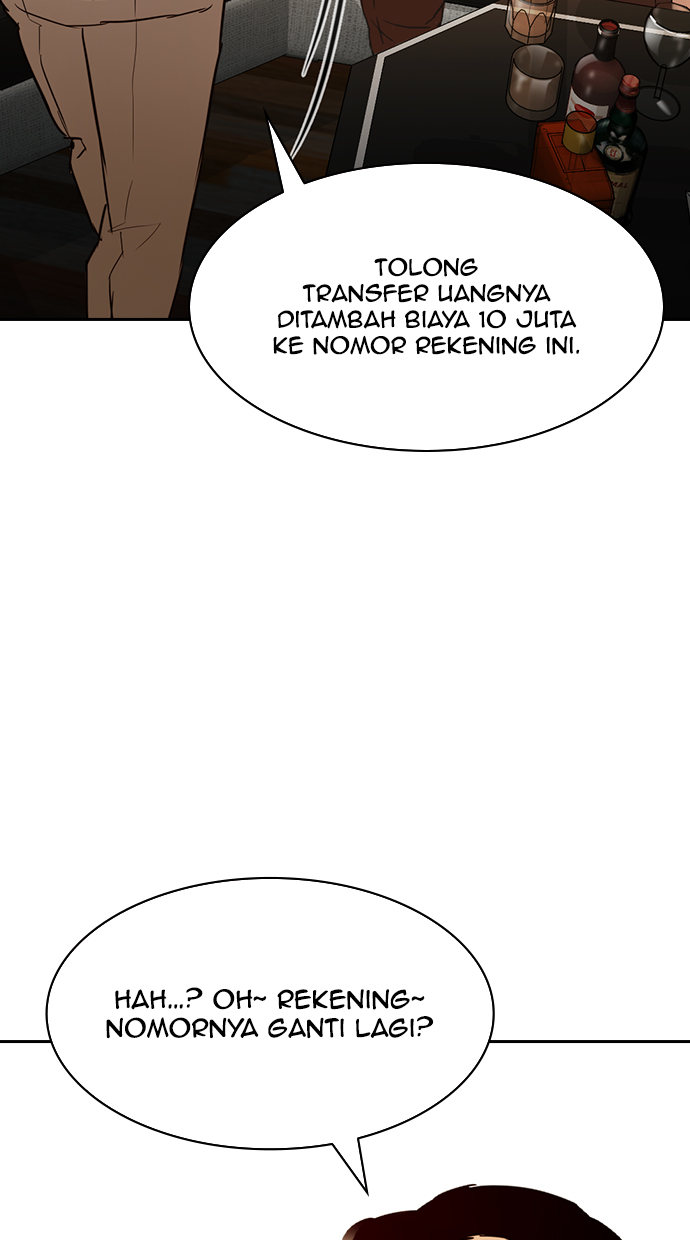 TOLONG
TRANSFER UANGNYA
DITAMBAH BIAYA 10 JUTA
KE NOMOR REKENING INI.
HAH...? OH~ REKENING~
NOMORNYA GANTI LAGI?